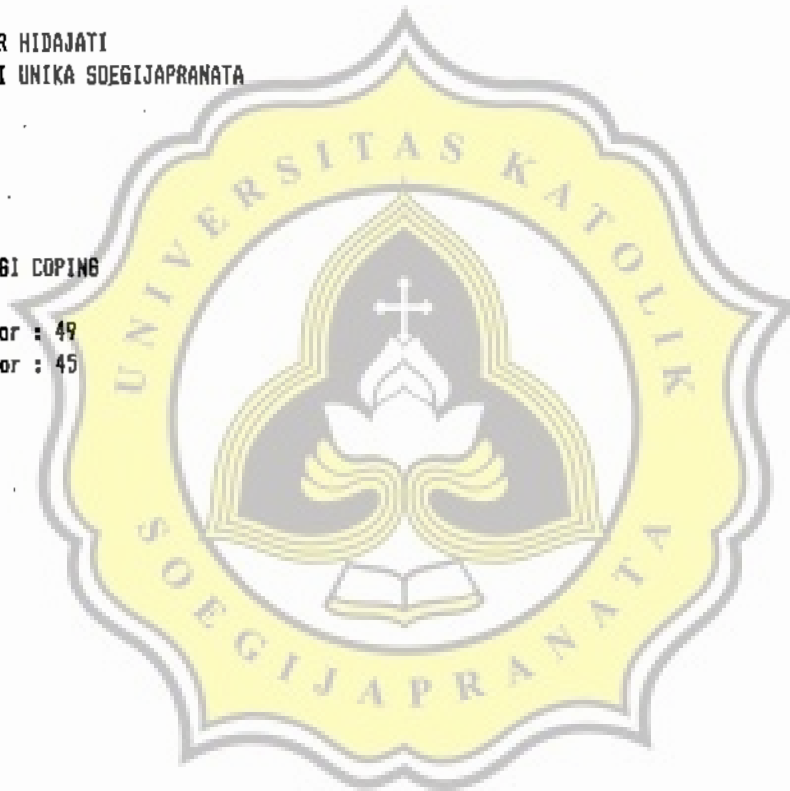 R HIDAJATI
I UNIKA SOEGIJAPRANATA
GI COPING
or : 49
or : 45
UNIVERSITAS KATOLIK
SOEGIJAPRANATA